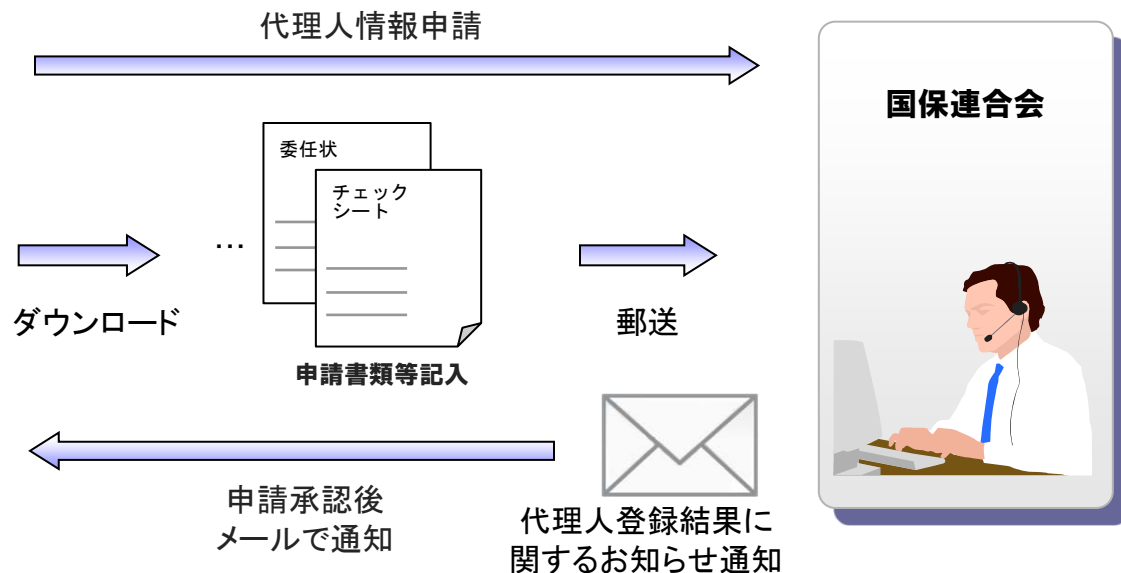 代理人情報申請
国保連合会
委任状
チェック
シート
...
ダウンロード
郵送
申請書類等記入
申請承認後
メールで通知
代理人登録結果に
関するお知らせ通知